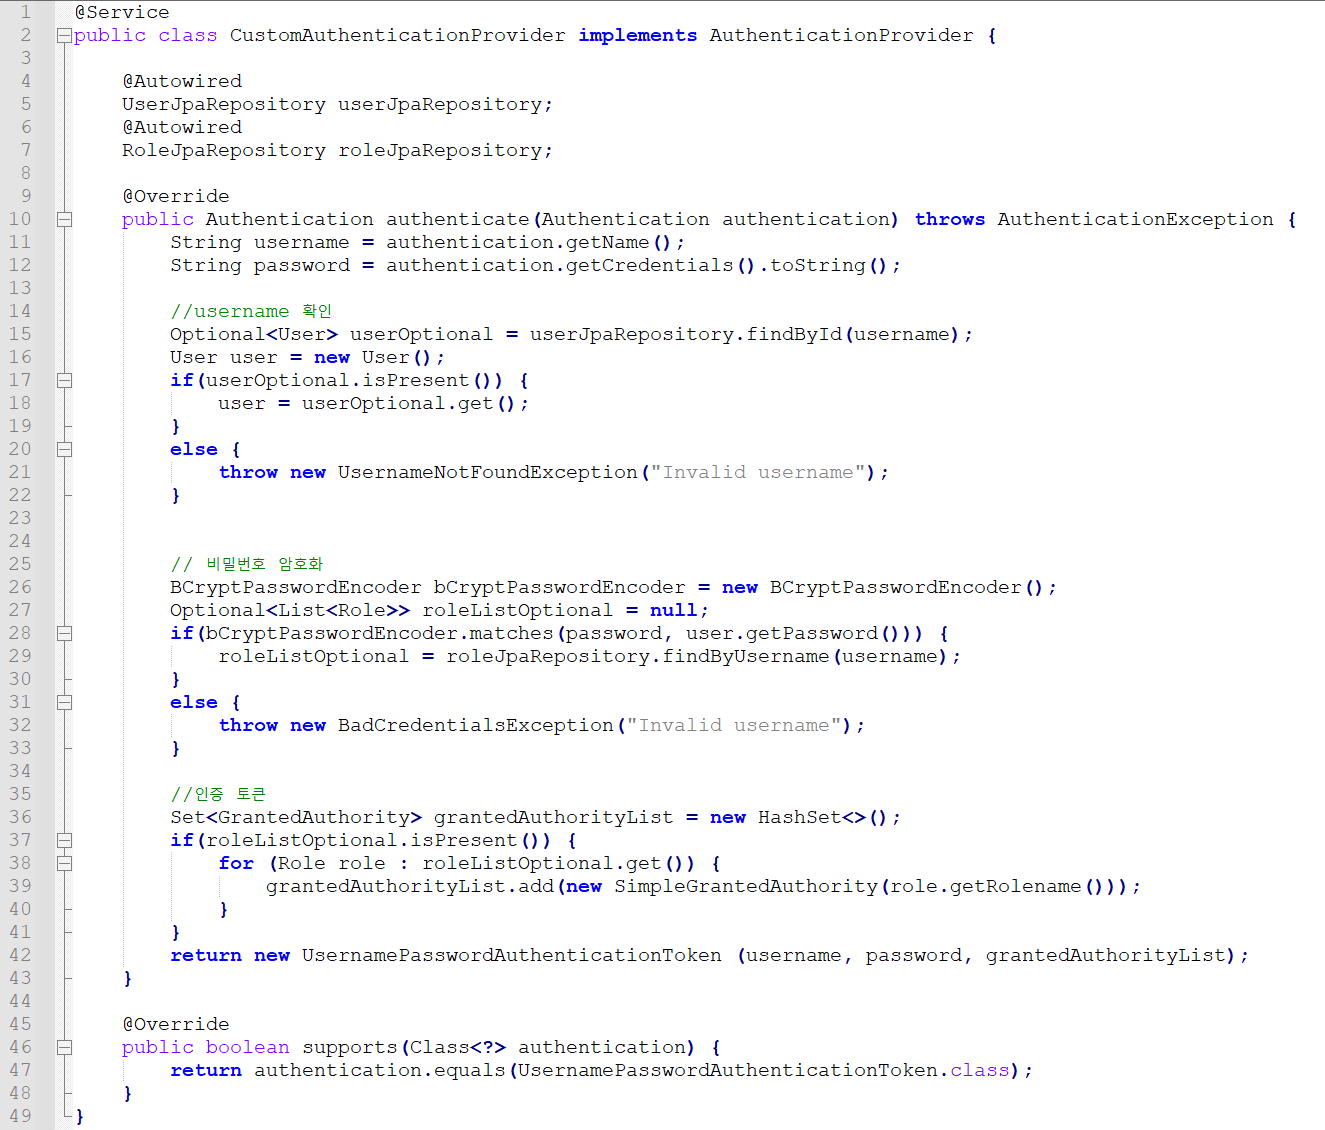 1 @Service
2 public class CustomAuthenticationProvider implements AuthenticationProvider {
3
4 @Autowired
5 UserJpaRepository userJpaRepository;
6 @Autowired
7 RoleJpaRepository roleJpaRepository;
8
9 @Override
10 public Authentication authenticate(Authentication authentication) throws AuthenticationException {
11 String username = authentication.getName();
12 String password = authentication.getCredentials().toString();
13
14 //username 확인
15 Optional<User> userOptional = userJpaRepository.findById(username);
16 User user = new User();
17 if(userOptional.isPresent()) {
18 user = userOptional.get();
19 }
20 else {
21 throw new UsernameNotFoundException("Invalid username");
22 }
23
24
25 // 비밀번호 암호화
26 BCryptPasswordEncoder bCryptPasswordEncoder = new BCryptPasswordEncoder();
27 Optional<List<Role>> roleListOptional = null;
28 if(bCryptPasswordEncoder.matches(password, user.getPassword())) {
29 roleListOptional = roleJpaRepository.findByUsername(username);
30 }
31 else {
32 throw new BadCredentialsException("Invalid username");
33 }
34
35 //인증 토큰
36 Set<GrantedAuthority> grantedAuthorityList = new HashSet<>();
37 if(roleListOptional.isPresent()) {
38 for (Role role : roleListOptional.get()) {
39 grantedAuthorityList.add(new SimpleGrantedAuthority(role.getRolename()));
40 }
41 }
42 return new UsernamePasswordAuthenticationToken (username, password, grantedAuthorityList);
43 }
44
45 @Override
46 public boolean supports(Class<?> authentication) {
47 return authentication.equals(UsernamePasswordAuthenticationToken.class);
48 }
49 }